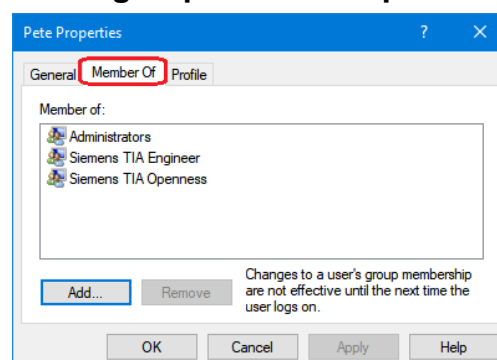 Pete Properties
General Member Of Profile
Member of:
Administrators
Siemens TIA Engineer
Siemens TIA Openness
Add... Remove
Changes to a user's group membership
are not effective until the next time the
user logs on.
OK Cancel Apply Help